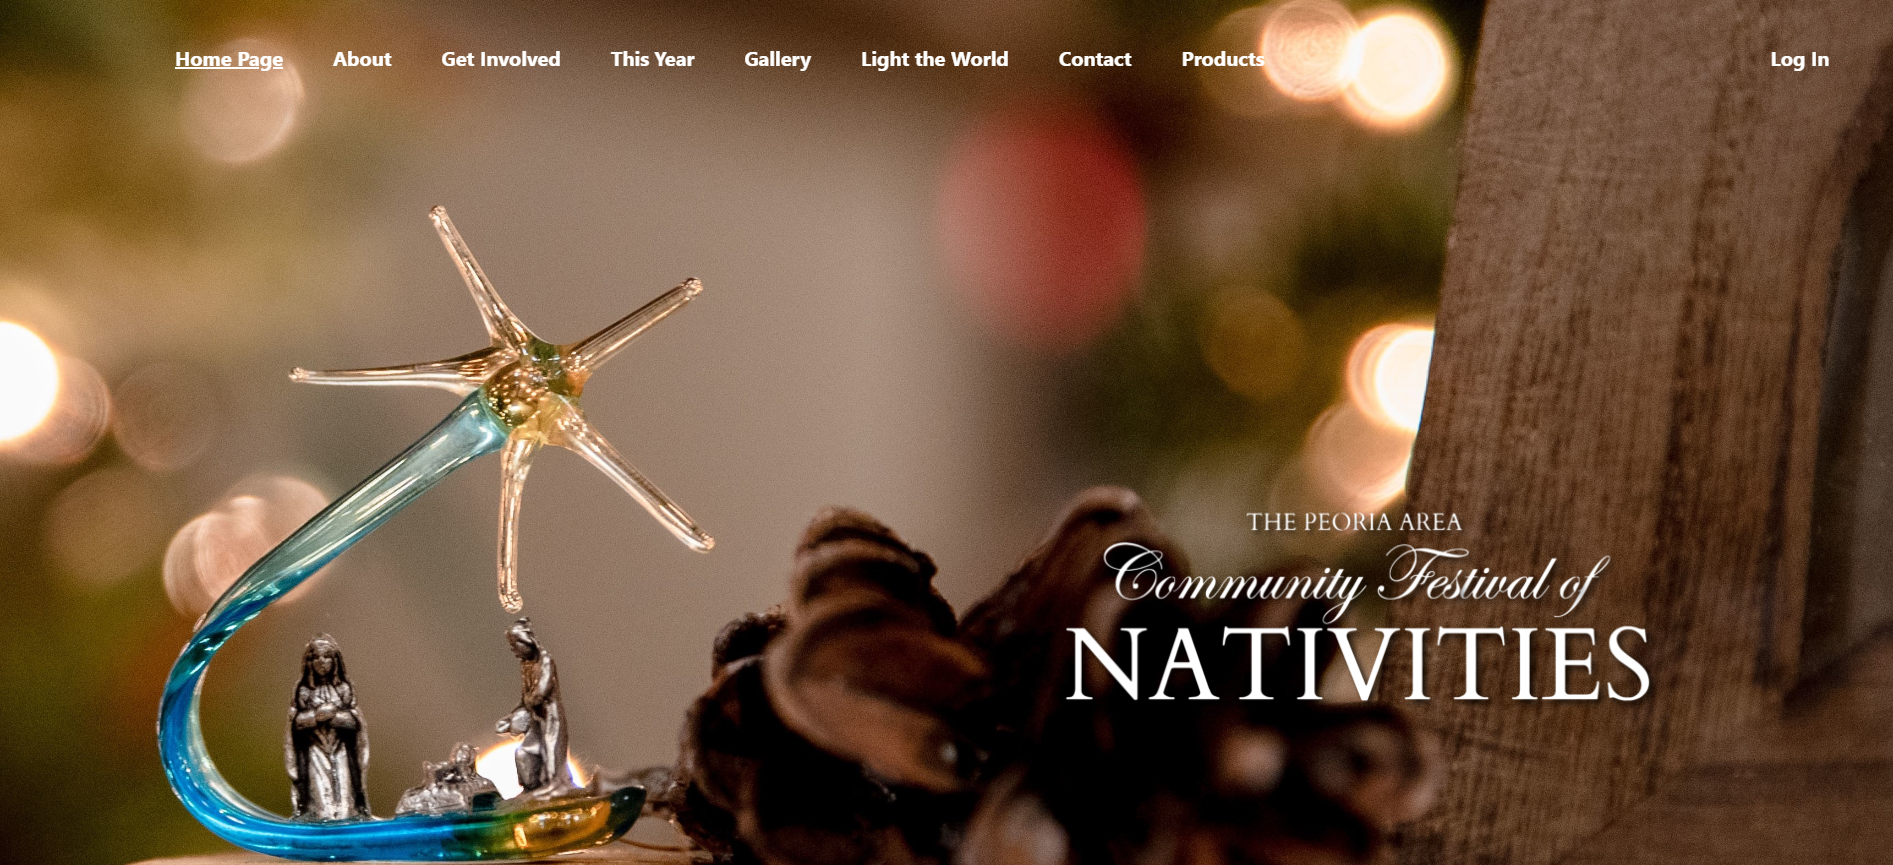 Home Page About Get Involved This Year Gallery Light the World Contact Products Log In
THE PEORIA AREA
Community Festival of
NATIVITIES